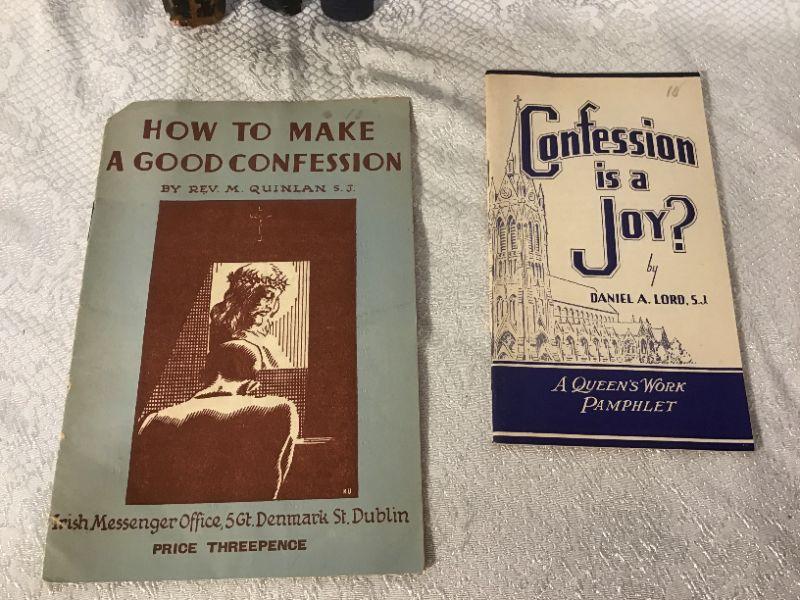 HOW TO MAKE
A GOOD CONFESSION
BY REV. M. QUINLAN S.J.
Irish Messenger Office, 5 Gt. Denmark St. Dublin
PRICE THREEPENCE
Confession
is a
Joy?
by
DANIEL A. LORD, S.J.
A QUEEN'S WORK
PAMPHLET